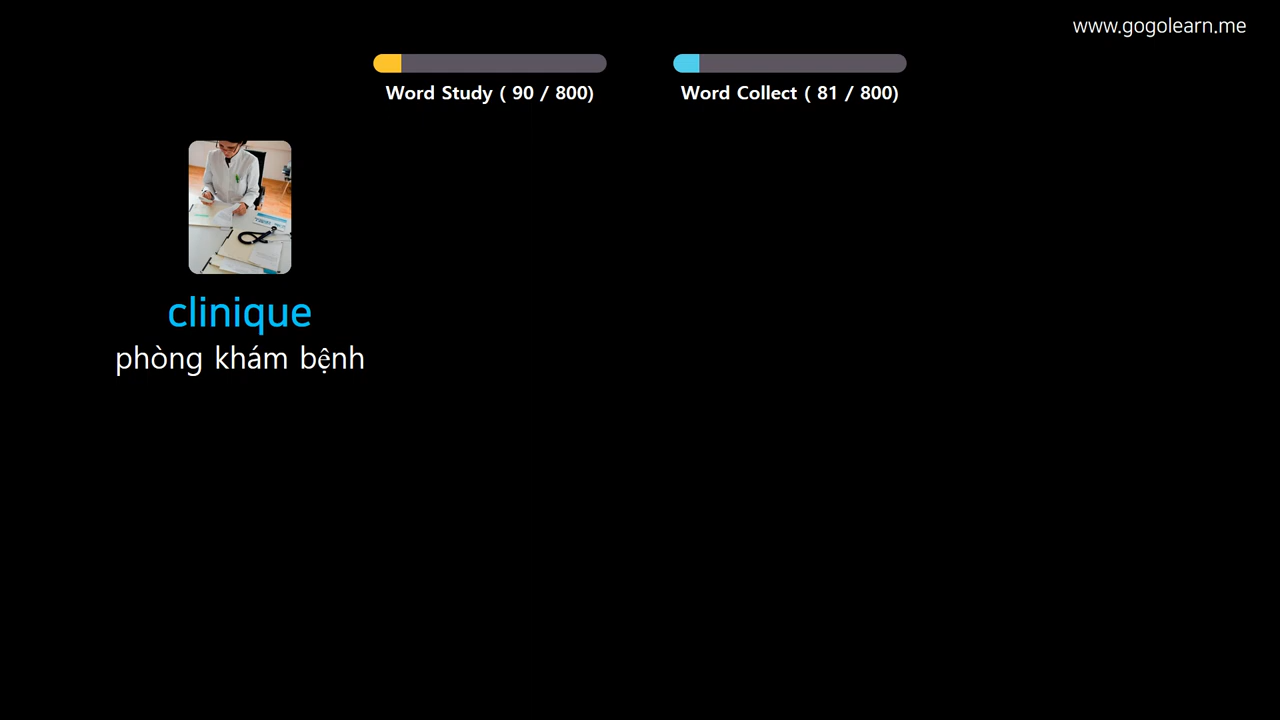 www.gogolearn.me
Word Study ( 90 / 800)
Word Collect ( 81 / 800)
clinique
phòng khám bệnh